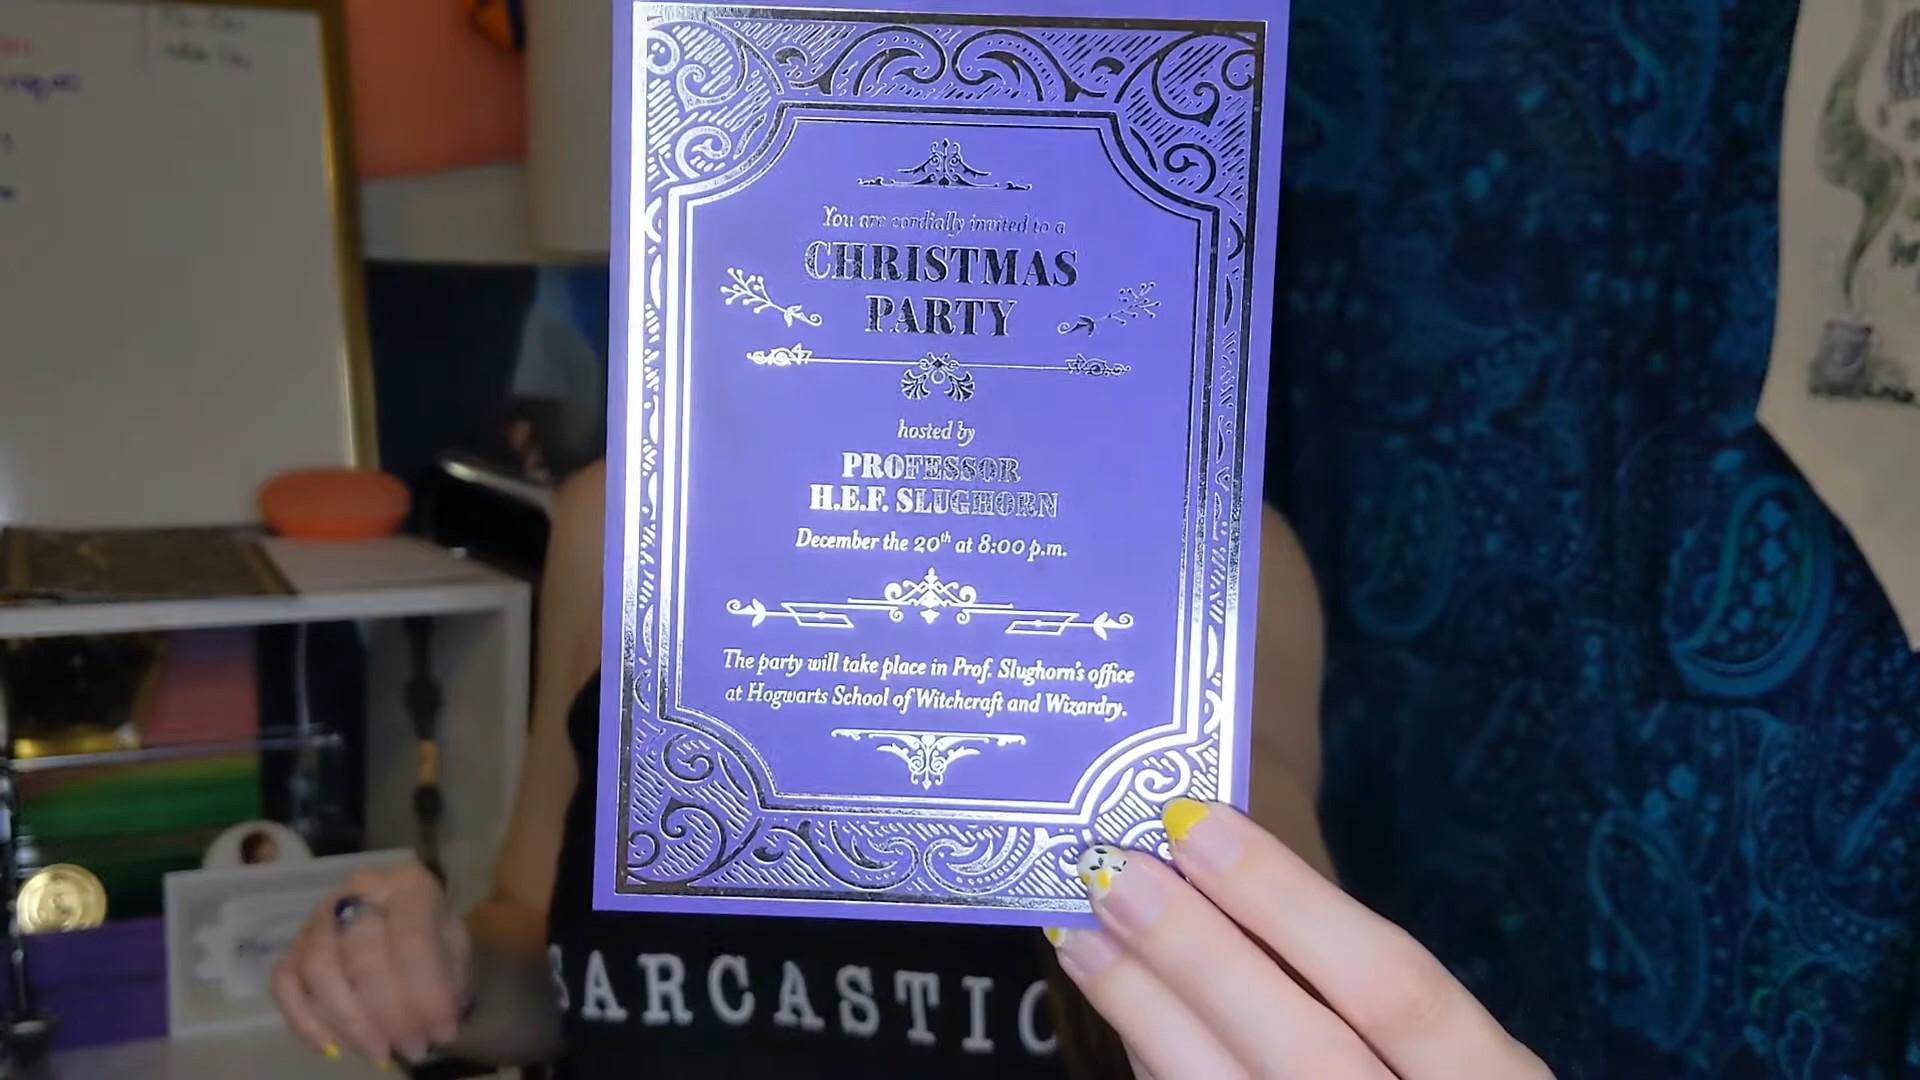 You are cordially invited to a
CHRISTMAS
PARTY
hosted by
PROFESSOR
H.E.F. SLUGHORN
December the 20th at 8:00 p.m.
The party will take place in Prof. Slughorn's office
at Hogwarts School of Witchcraft and Wizardry.
SARCASTIC